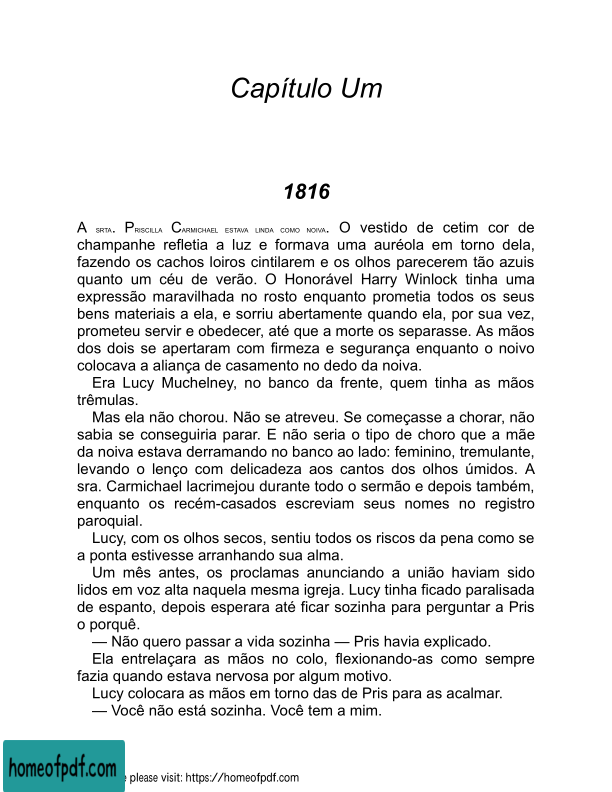 Capítulo Um
1816
A SRTA. PRISCILLA CARMICHAEL ESTAVA LINDA COMO NOIVA. O vestido de cetim cor de
champanhe refletia a luz e formava uma auréola em torno dela,
fazendo os cachos loiros cintilarem e os olhos parecerem tão azuis
quanto um céu de verão. O Honorável Harry Winlock tinha uma
expressão maravilhada no rosto enquanto prometia todos os seus
bens materiais a ela, e sorriu abertamente quando ela, por sua vez,
prometeu servir e obedecer, até que a morte os separasse. As mãos
dos dois se apertaram com firmeza e segurança enquanto o noivo
colocava a aliança de casamento no dedo da noiva.
Era Lucy Muchelney, no banco da frente, quem tinha as mãos
trêmulas.
Mas ela não chorou. Não se atreveu. Se começasse a chorar, não
sabia se conseguiria parar. E não seria o tipo de choro que a mãe
da noiva estava derramando no banco ao lado: feminino, tremulante,
levando o lenço com delicadeza aos cantos dos olhos úmidos. A
sra. Carmichael lacrimejou durante todo o sermão e depois também,
enquanto os recém-casados escreviam seus nomes no registro
paroquial.
Lucy, com os olhos secos, sentiu todos os riscos da pena como se
a ponta estivesse arranhando sua alma.
Um mês antes, os proclamas anunciando a união haviam sido
lidos em voz alta naquela mesma igreja. Lucy tinha ficado paralisada
de espanto, depois esperara até ficar sozinha para perguntar a Pris
o porquê.
— Não quero passar a vida sozinha — Pris havia explicado.
Ela entrelaçara as mãos no colo, flexionando-as como sempre
fazia quando estava nervosa por algum motivo.
Lucy colocara as mãos em torno das de Pris para as acalmar.
— Você não está sozinha. Você tem a mim.
homeofpdf.com
please visit: https://homeofpdf.com